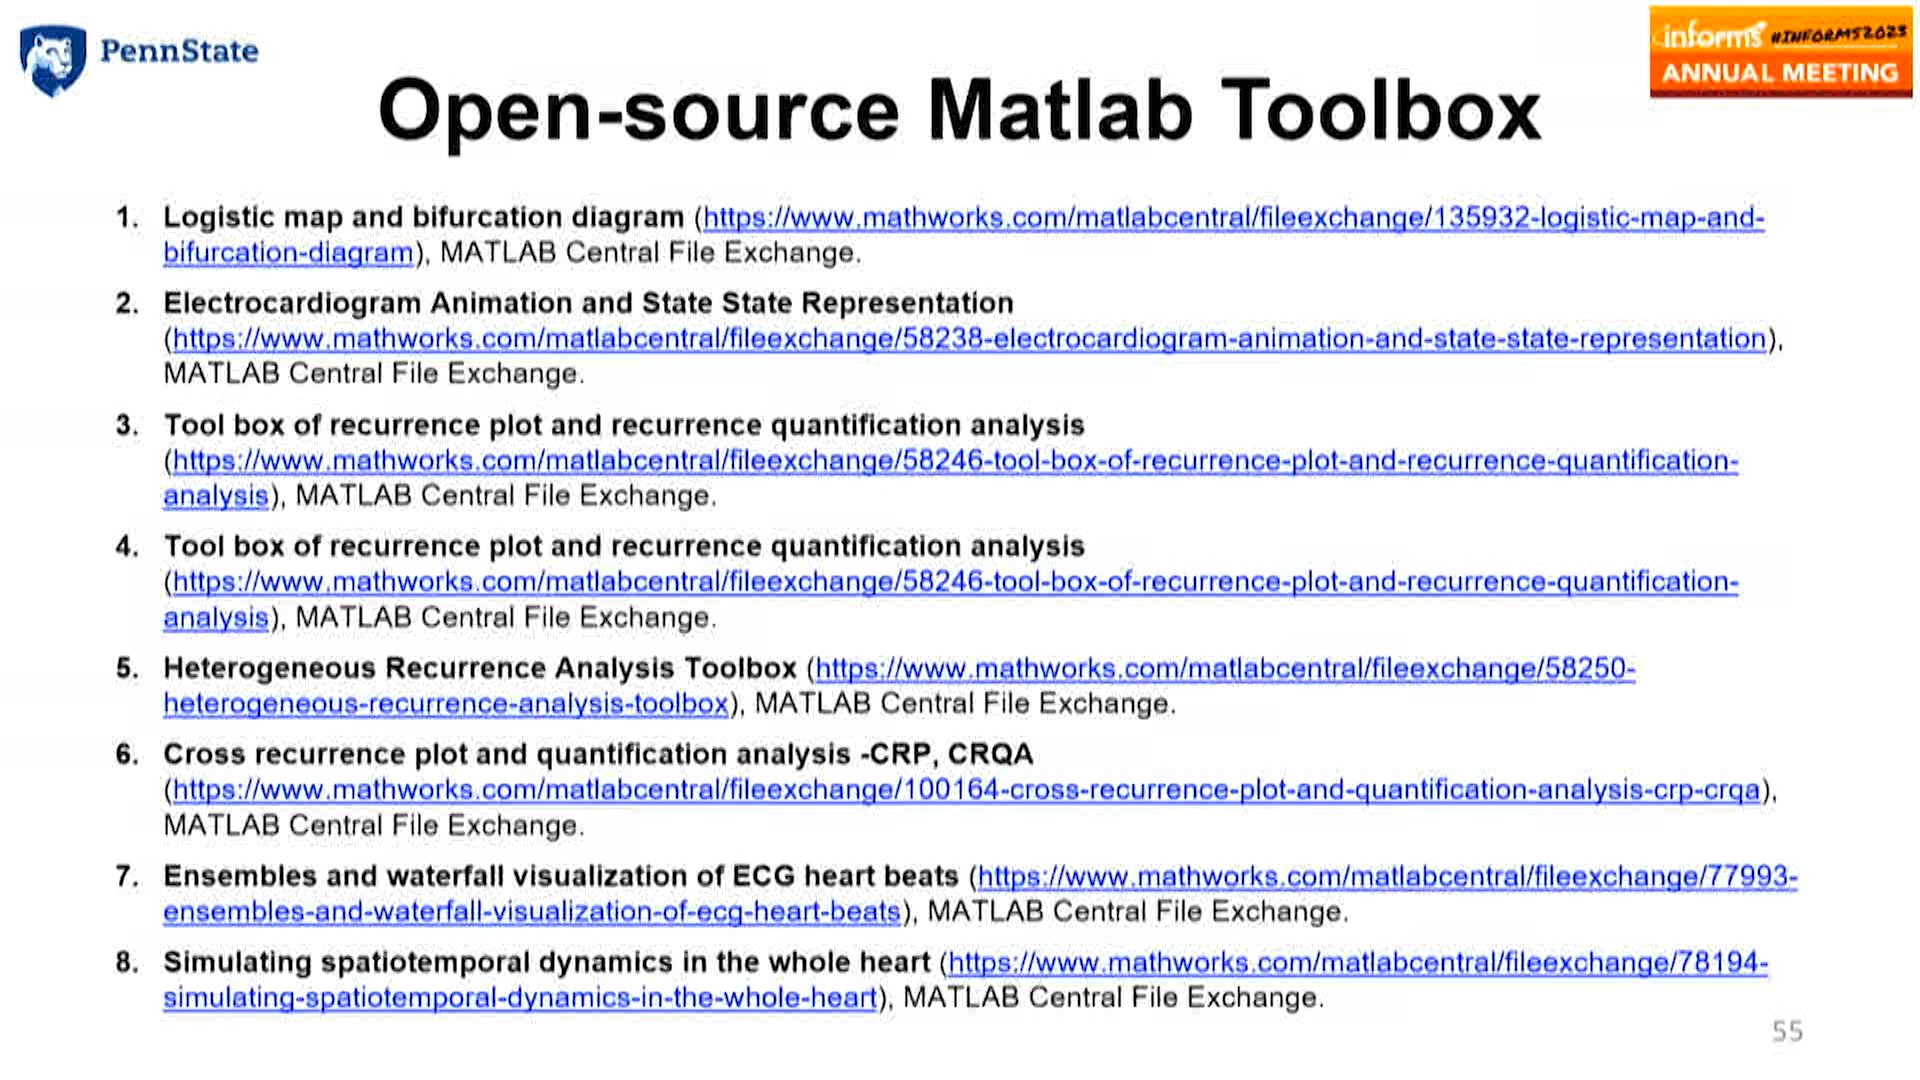 PennState
informs #INFORMS2023
ANNUAL MEETING
Open-source Matlab Toolbox
1. Logistic map and bifurcation diagram (https://www.mathworks.com/matlabcentral/fileexchange/135932-logistic-map-and-
bifurcation-diagram), MATLAB Central File Exchange.
2. Electrocardiogram Animation and State State Representation
(https://www.mathworks.com/matlabcentral/fileexchange/58238-electrocardiogram-animation-and-state-state-representation),
MATLAB Central File Exchange.
3. Tool box of recurrence plot and recurrence quantification analysis
(https://www.mathworks.com/matlabcentral/fileexchange/58246-tool-box-of-recurrence-plot-and-recurrence-quantification-
analysis), MATLAB Central File Exchange.
4. Tool box of recurrence plot and recurrence quantification analysis
(https://www.mathworks.com/matlabcentral/fileexchange/58246-tool-box-of-recurrence-plot-and-recurrence-quantification-
analysis), MATLAB Central File Exchange.
5. Heterogeneous Recurrence Analysis Toolbox (https://www.mathworks.com/matlabcentral/fileexchange/58250-
heterogeneous-recurrence-analysis-toolbox), MATLAB Central File Exchange.
6. Cross recurrence plot and quantification analysis -CRP, CRQA
(https://www.mathworks.com/matlabcentral/fileexchange/100164-cross-recurrence-plot-and-quantification-analysis-crp-crqa),
MATLAB Central File Exchange.
7. Ensembles and waterfall visualization of ECG heart beats (https://www.mathworks.com/matlabcentral/fileexchange/77993-
ensembles-and-waterfall-visualization-of-ecg-heart-beats), MATLAB Central File Exchange.
8. Simulating spatiotemporal dynamics in the whole heart (https://www.mathworks.com/matlabcentral/fileexchange/78194-
simulating-spatiotemporal-dynamics-in-the-whole-heart), MATLAB Central File Exchange.
55